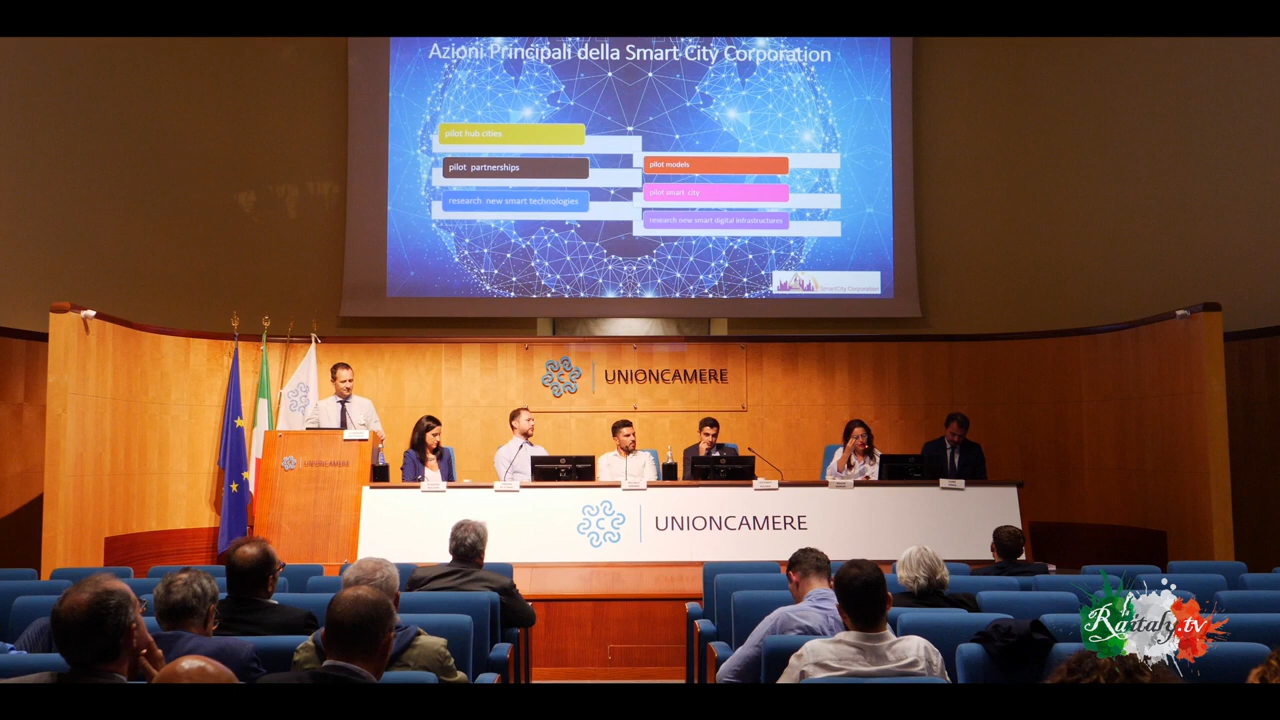 Azioni Principali della Smart City Corporation
pilot hub cities
pilot partnerships
research new smart technologies
pilot models
pilot smart city
research new smart digital infrastructures
SmartCity Corporation
UNIONCAMERE
UNIONCAMERE
UNIONCAMERE
Raitaly.tv